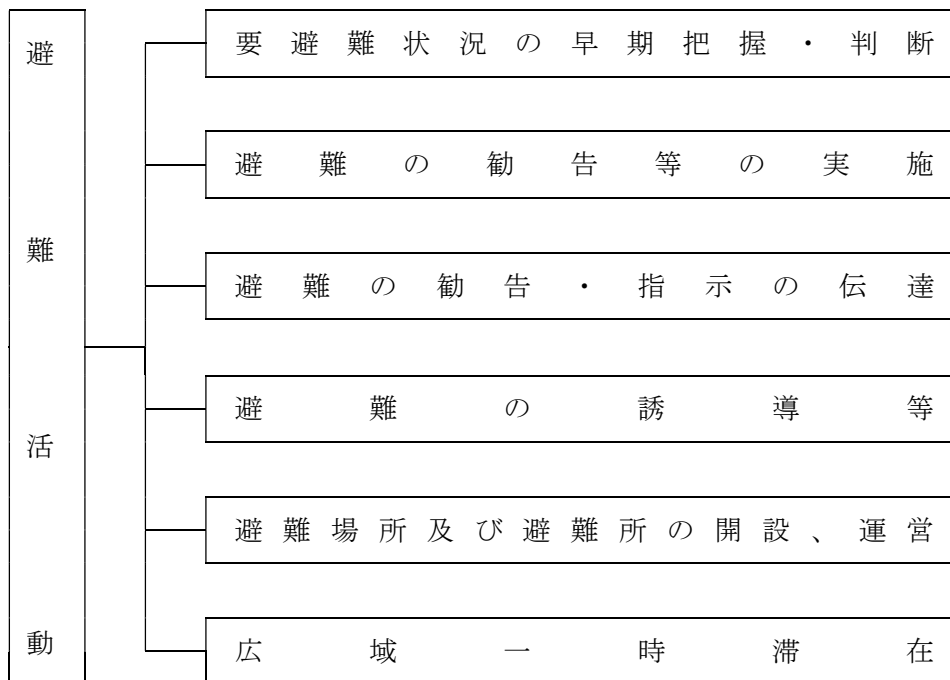 避難活動
要避難状況の早期把握・判断
避難の勧告等の実施
避難の勧告・指示の伝達
避難の誘導等
避難場所及び避難所の開設、運営
広域一時滞在